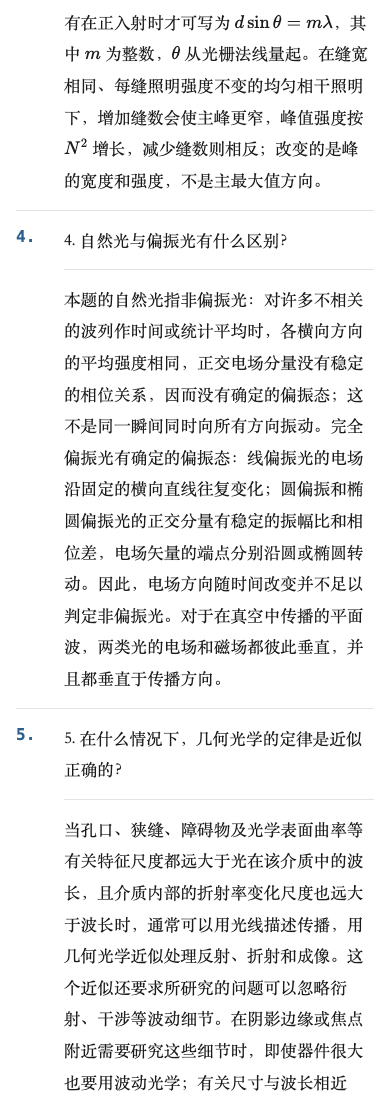 有在正入射时才可写为 d sin θ = mλ，其
中 m 为整数，θ 从光栅法线量起。在缝宽
相同、每缝照明强度不变的均匀相干照明
下，增加缝数会使主峰更窄，峰值强度按
N² 增长，减少缝数则相反；改变的是峰
的宽度和强度，不是主最大值方向。
4. 4. 自然光与偏振光有什么区别?
本题的自然光指非偏振光：对许多不相关
的波列作时间或统计平均时，各横向方向
的平均强度相同，正交电场分量没有稳定
的相位关系，因而没有确定的偏振态；这
不是同一瞬间同时向所有方向振动。完全
偏振光有确定的偏振态：线偏振光的电场
沿固定的横向直线往复变化；圆偏振和椭
圆偏振光的正交分量有稳定的振幅比和相
位差，电场矢量的端点分别沿圆或椭圆转
动。因此，电场方向随时间改变并不足以
判定非偏振光。对于在真空中传播的平面
波，两类光的电场和磁场都彼此垂直，并
且都垂直于传播方向。
5. 5. 在什么情况下，几何光学的定律是近似
正确的?
当孔口、狭缝、障碍物及光学表面曲率等
有关特征尺度都远大于光在该介质中的波
长，且介质内部的折射率变化尺度也远大
于波长时，通常可以用光线描述传播，用
几何光学近似处理反射、折射和成像。这
个近似还要求所研究的问题可以忽略衍
射、干涉等波动细节。在阴影边缘或焦点
附近需要研究这些细节时，即使器件很大
也要用波动光学；有关尺寸与波长相近